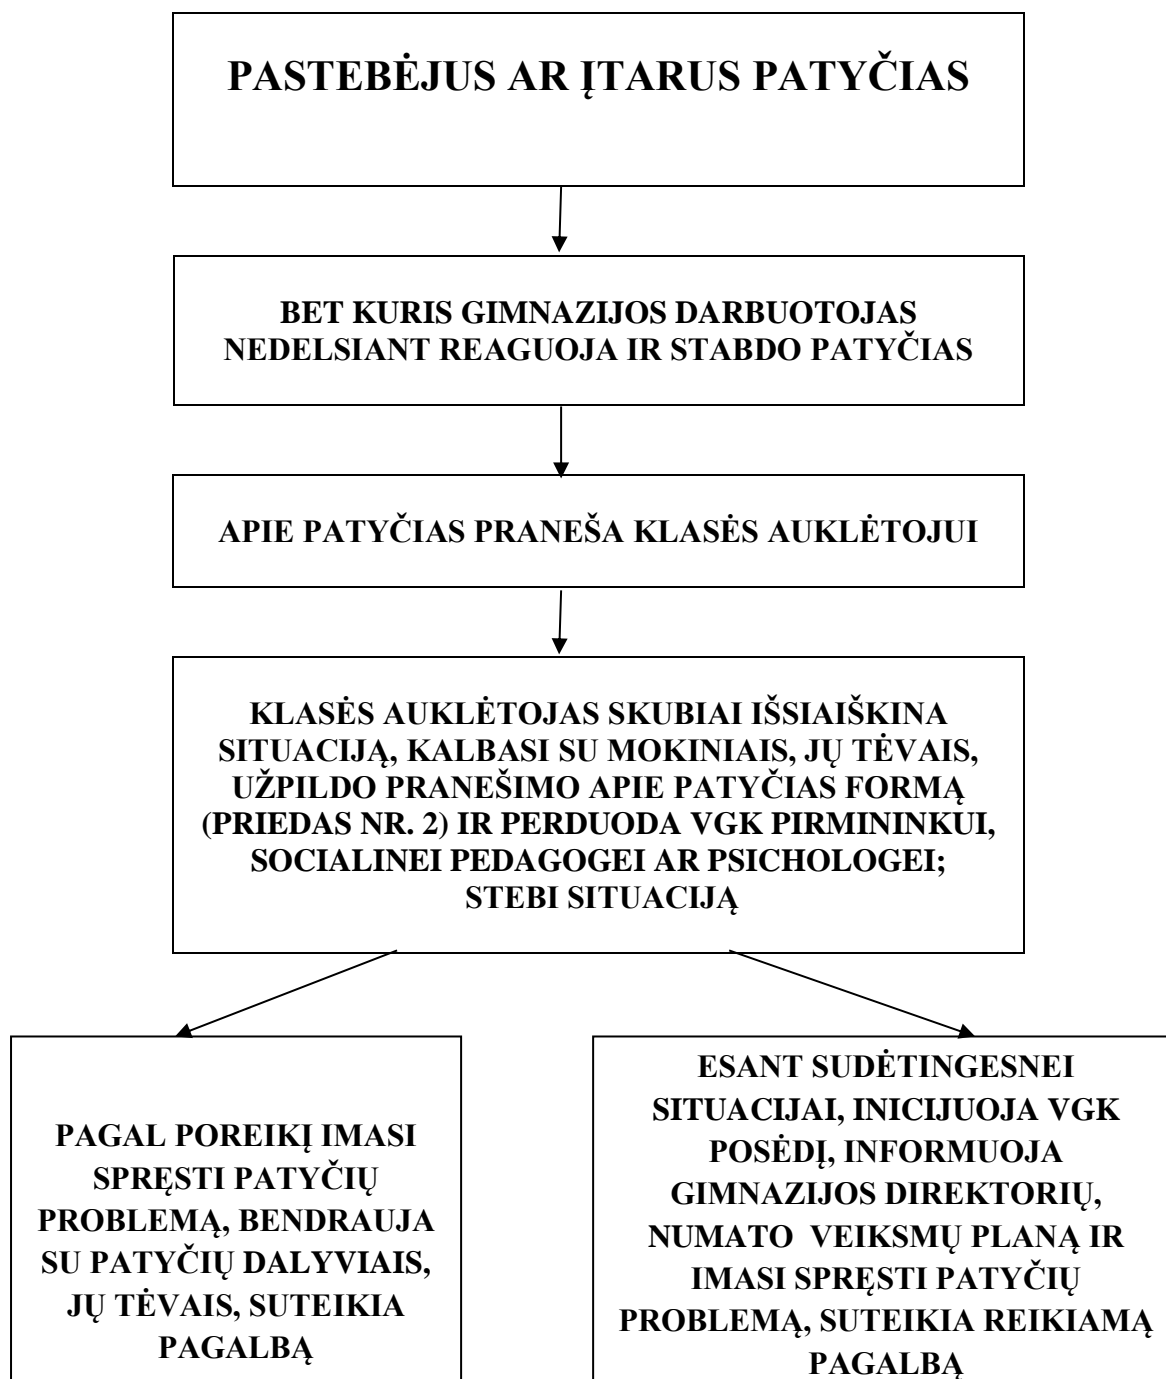 PASTEBĖJUS AR ĮTARUS PATYČIAS
BET KURIS GIMNAZIJOS DARBUOTOJAS
NEDELSIANT REAGUOJA IR STABDO PATYČIAS
APIE PATYČIAS PRANEŠA KLASĖS AUKLĖTOJUI
KLASĖS AUKLĖTOJAS SKUBIAI IŠSIAIŠKINA
SITUACIJĄ, KALBASI SU MOKINIAIS, JŲ TĖVAIS,
UŽPILDO PRANEŠIMO APIE PATYČIAS FORMĄ
(PRIEDAS NR. 2) IR PERDUODA VGK PIRMININKUI,
SOCIALINEI PEDAGOGEI AR PSICHOLOGEI;
STEBI SITUACIJĄ
PAGAL POREIKĮ IMASI
SPRĘSTI PATYČIŲ
PROBLEMĄ, BENDRAUJA
SU PATYČIŲ DALYVIAIS,
JŲ TĖVAIS, SUTEIKIA
PAGALBĄ
ESANT SUDĖTINGESNEI
SITUACIJAI, INICIJUOJA VGK
POSĖDĮ, INFORMUOJA
GIMNAZIJOS DIREKTORIŲ,
NUMATO VEIKSMŲ PLANĄ IR
IMASI SPRĘSTI PATYČIŲ
PROBLEMĄ, SUTEIKIA REIKIAMĄ
PAGALBĄ